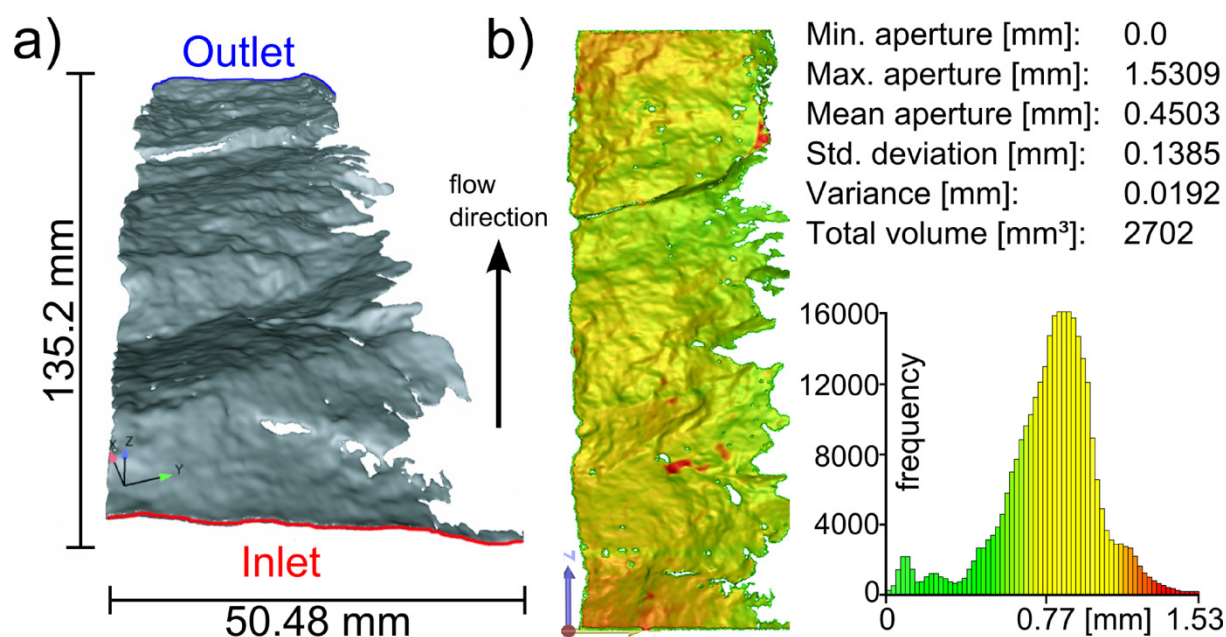 a)
Outlet
135.2 mm
flow
direction
X
Z
Y
Inlet
50.48 mm
b)
Z
Min. aperture [mm]: 0.0
Max. aperture [mm]: 1.5309
Mean aperture [mm]: 0.4503
Std. deviation [mm]: 0.1385
Variance [mm]: 0.0192
Total volume [mm³]: 2702
16000
12000
8000
4000
0
frequency
0 0.77 [mm] 1.53